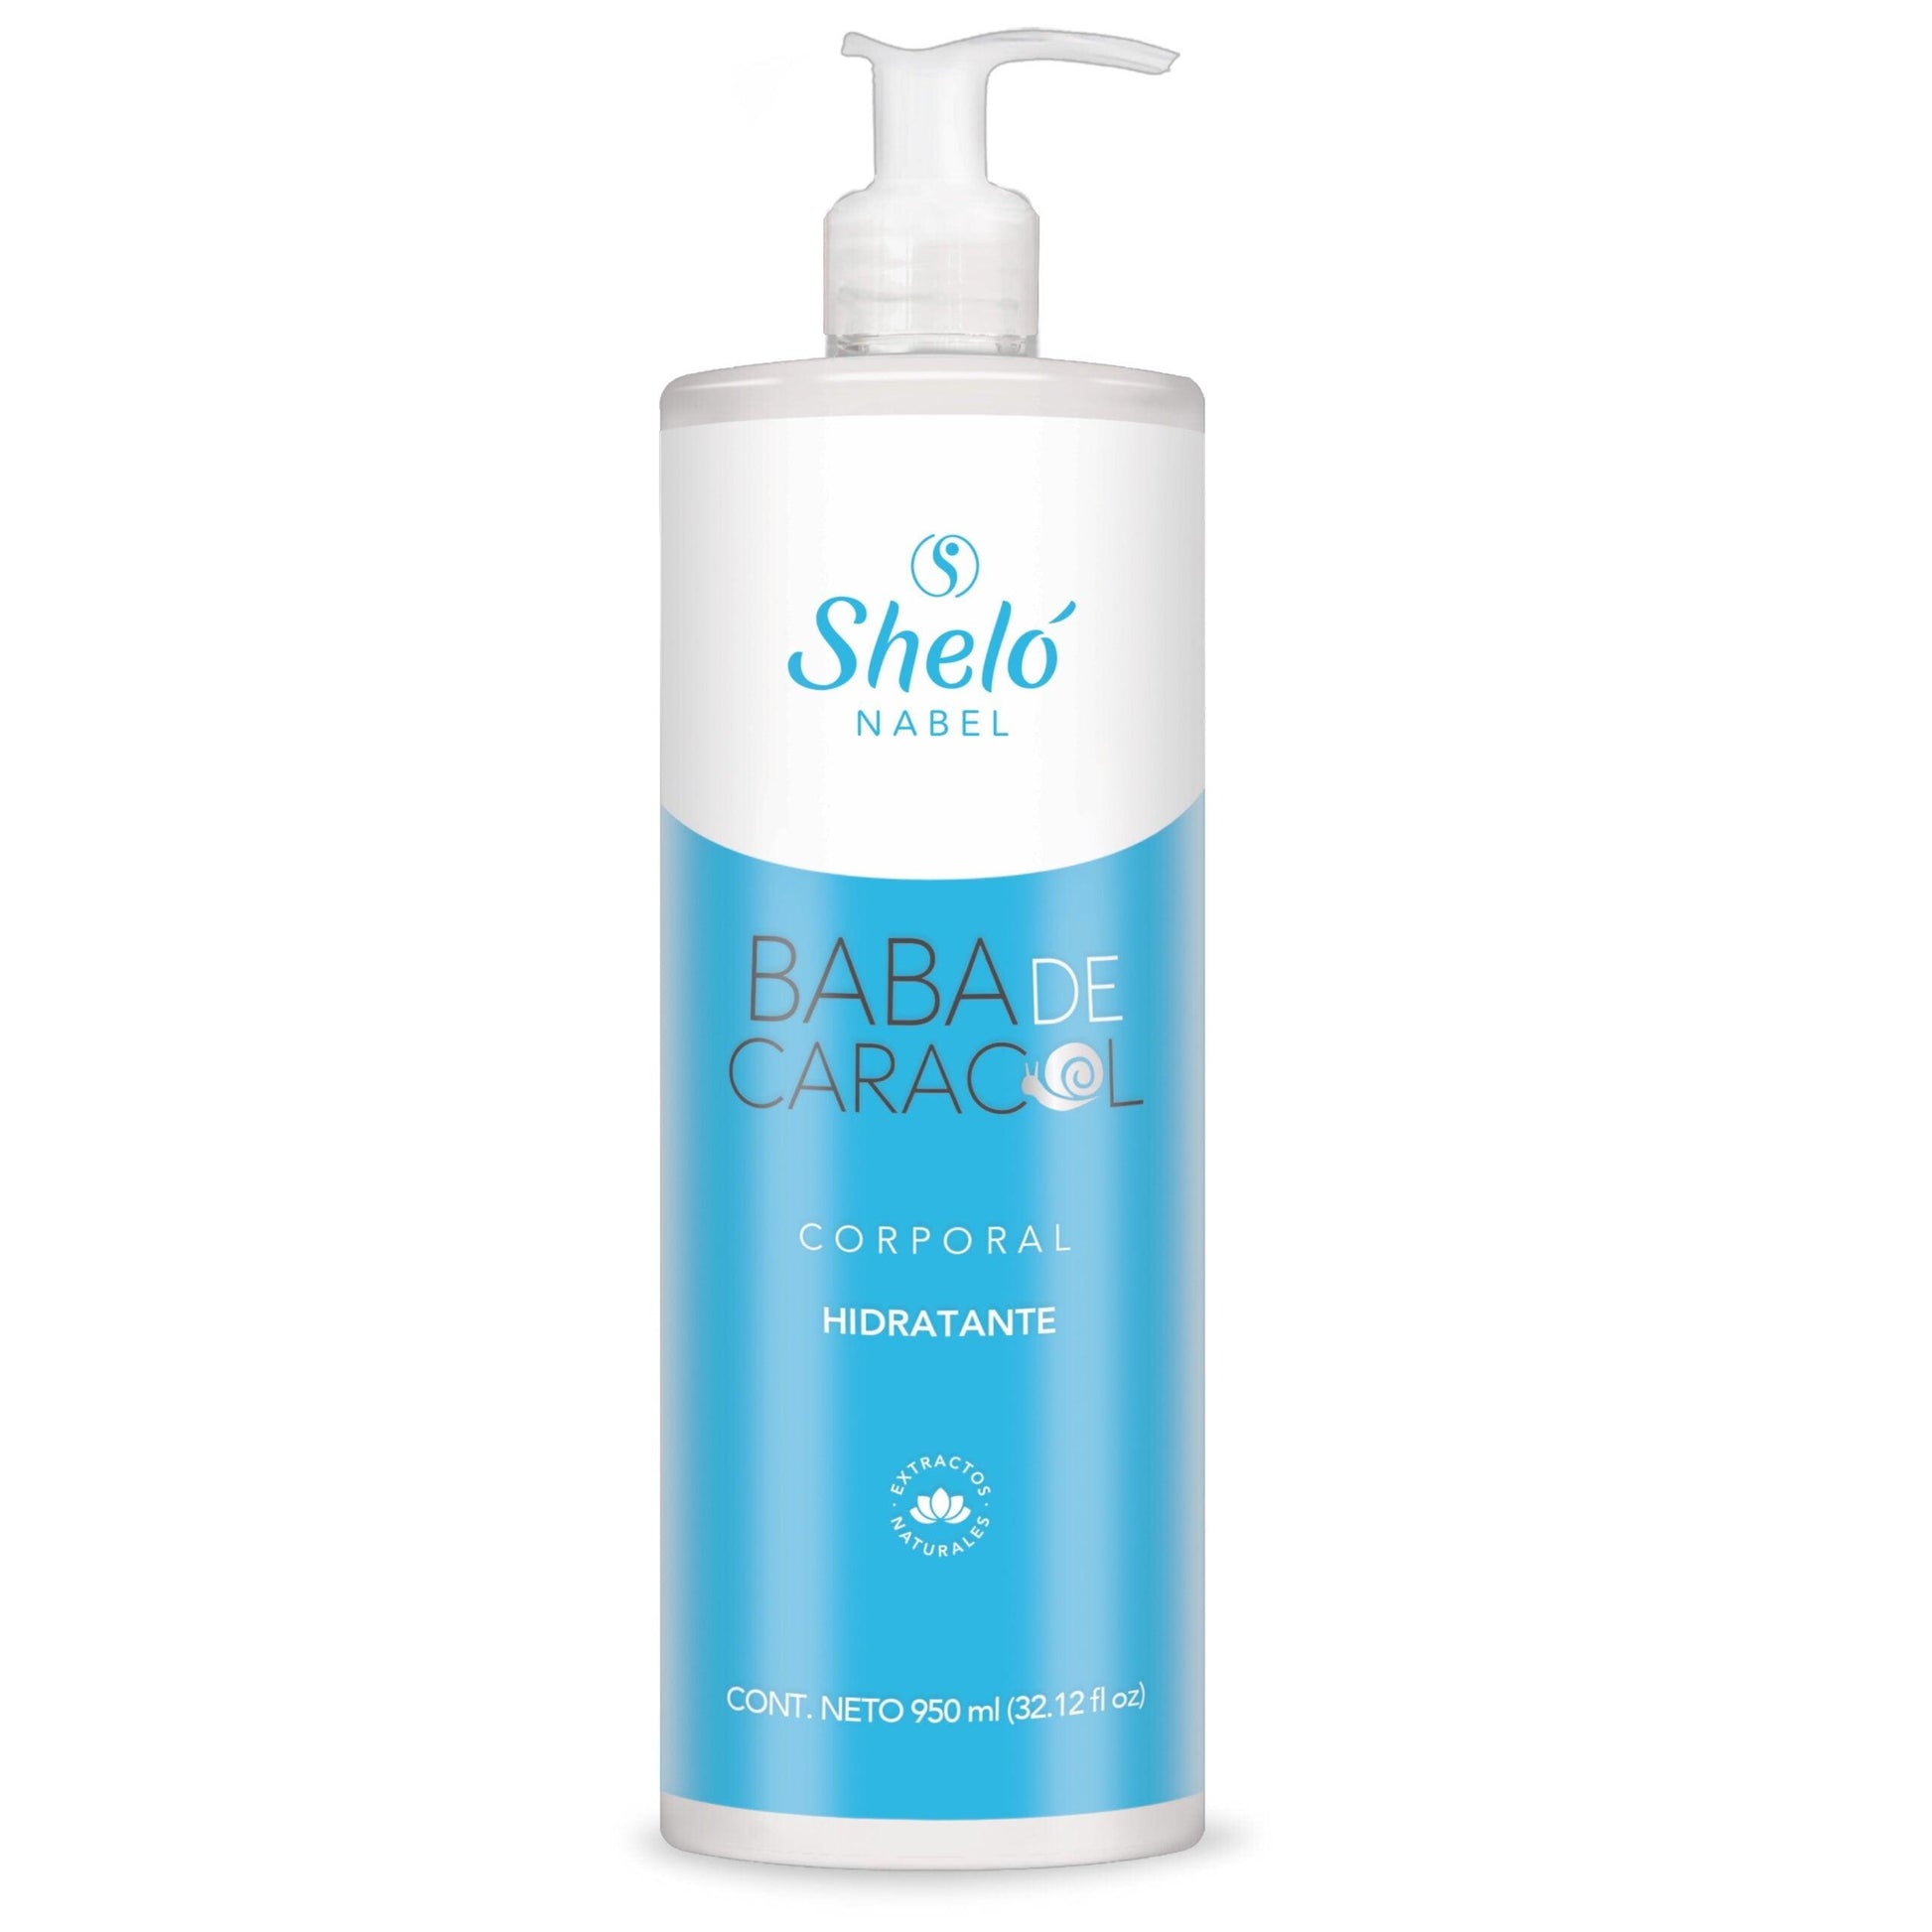 Sheló
NABEL
BABA DE
CARACOL
CORPORAL
HIDRATANTE
EXTRACTOS
NATURALES
CONT. NETO 950 ml (32.12 fl oz)